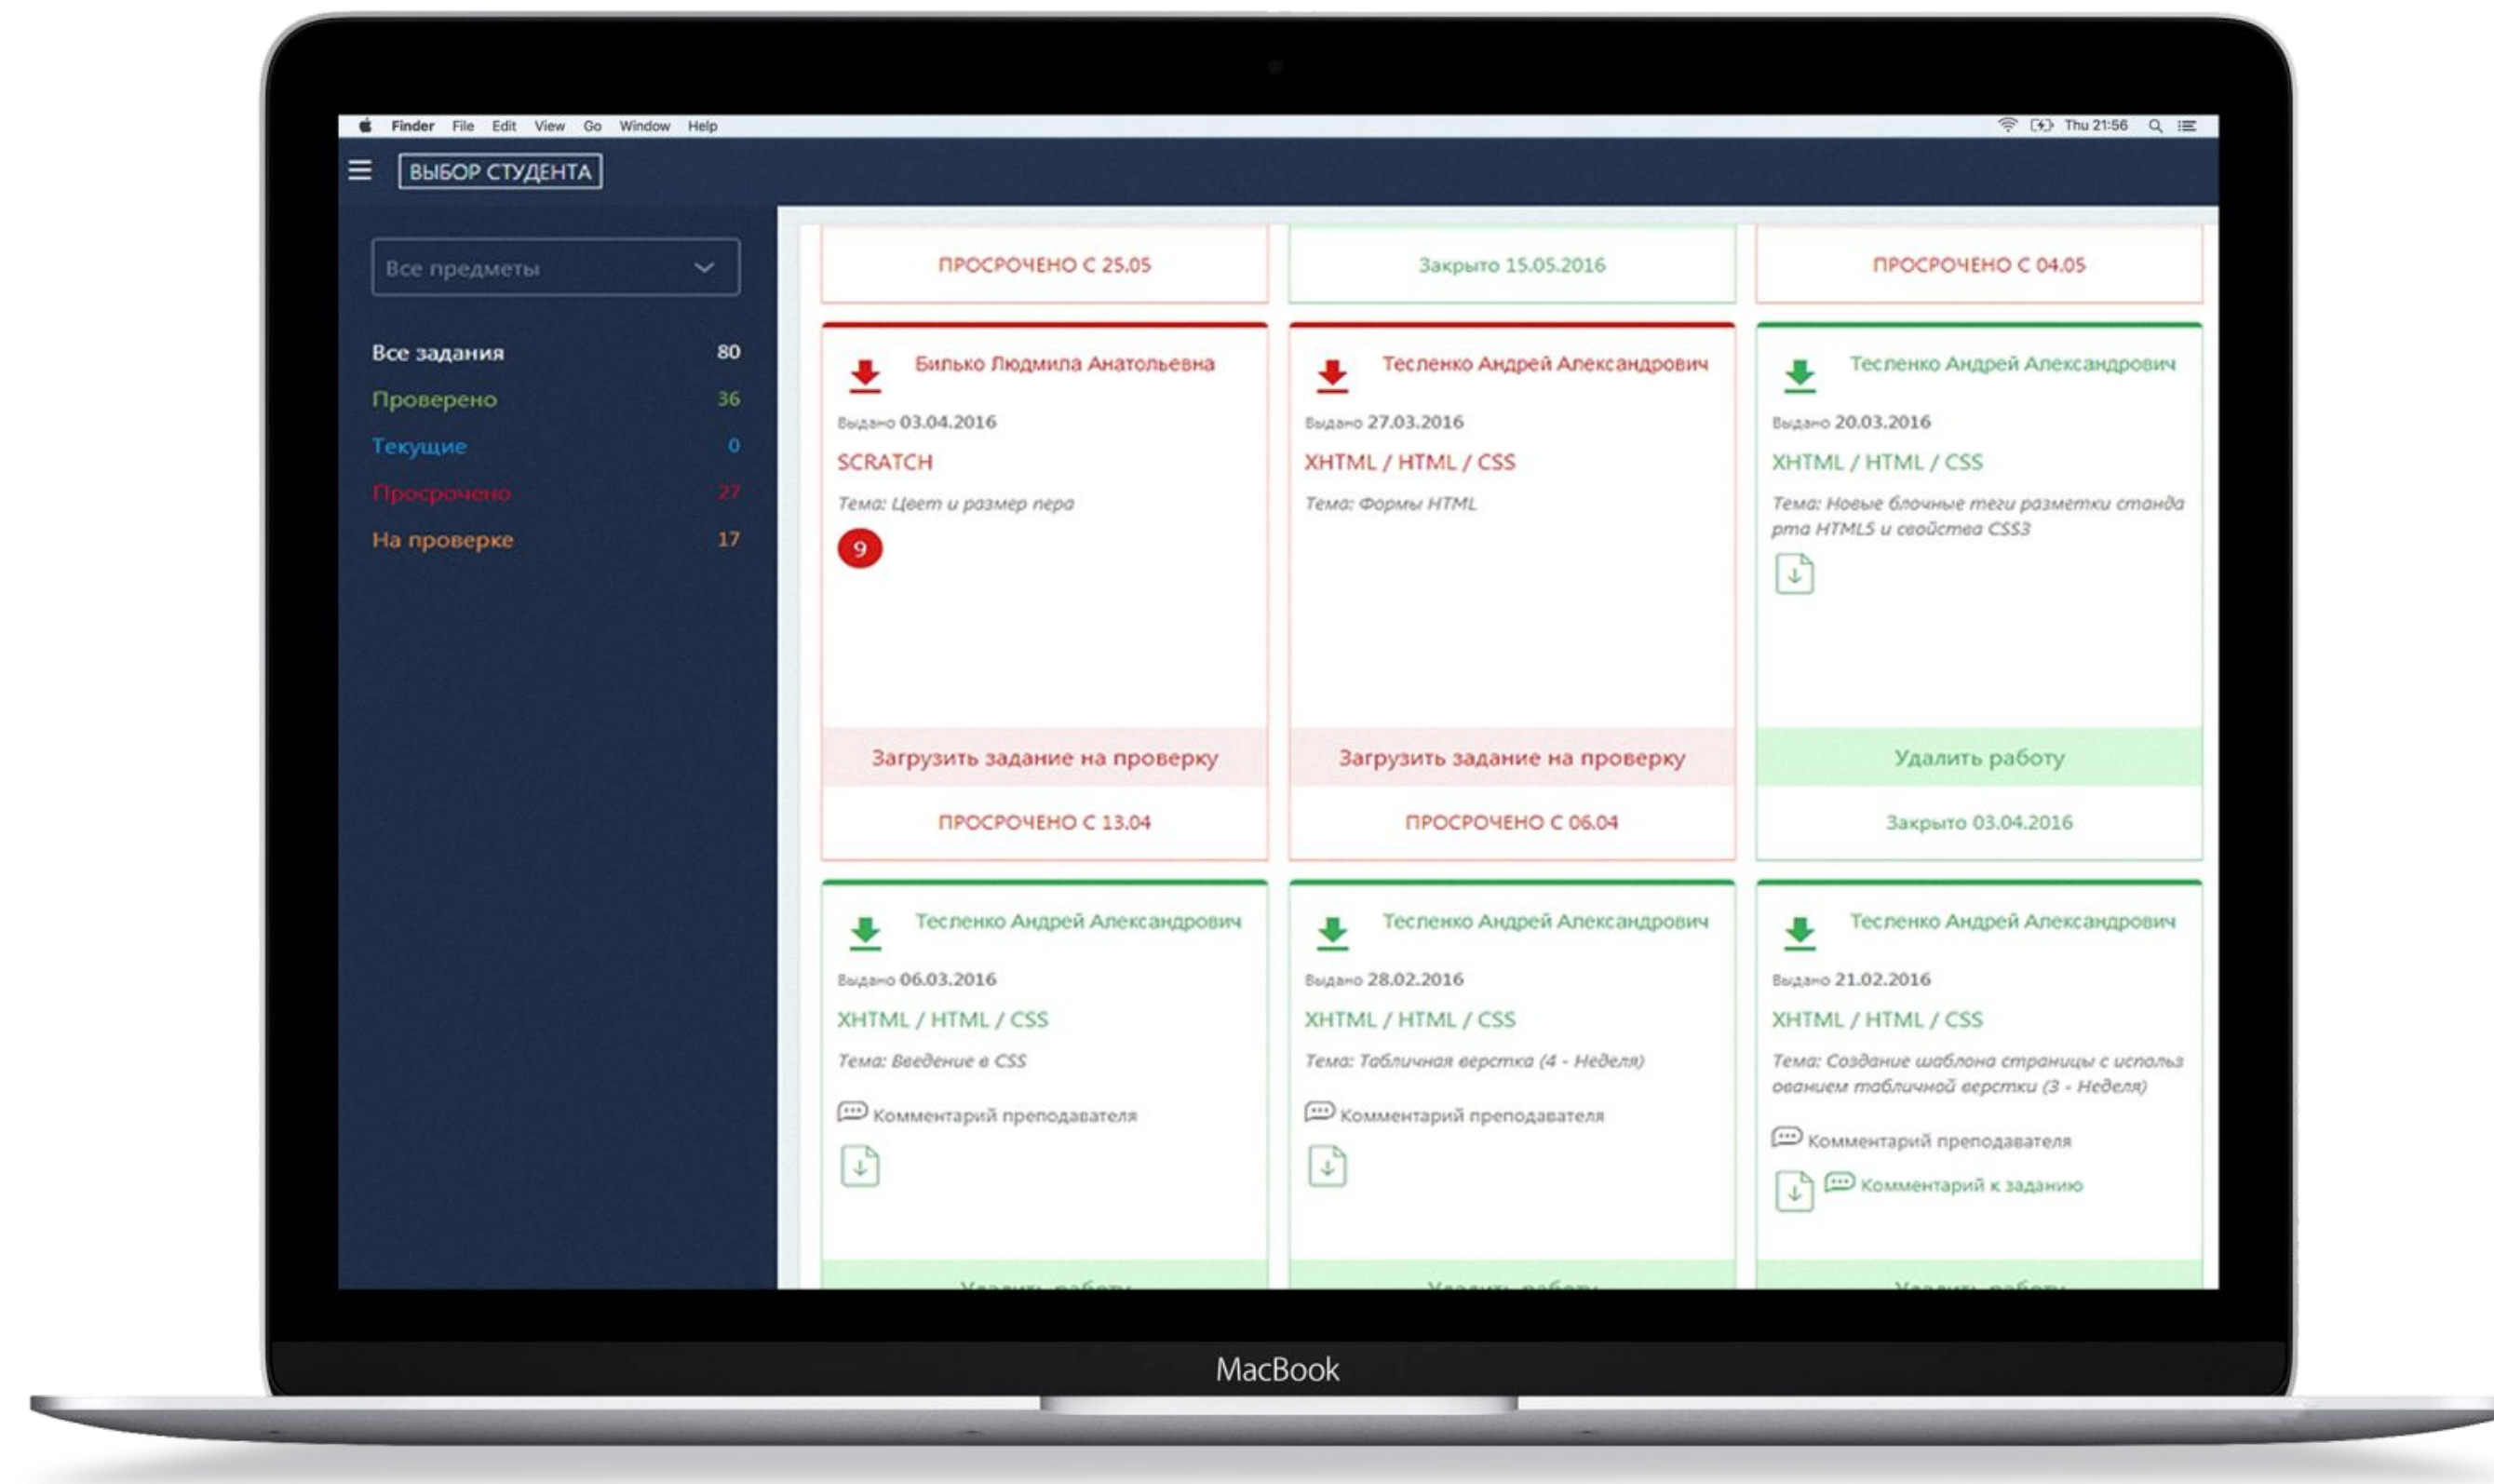 Finder File Edit View Go Window Help
Thu 21:56
ВЫБОР СТУДЕНТА
Все предметы
Все задания 80
Проверено 36
Текущие 0
Просрочено 27
На проверке 17
ПРОСРОЧЕНО С 25.05
Закрыто 15.05.2016
ПРОСРОЧЕНО С 04.05
Билько Людмила Анатольевна
Выдано 03.04.2016
SCRATCH
Тема: Цвет и размер пера
9
Загрузить задание на проверку
ПРОСРОЧЕНО С 13.04
Тесленко Андрей Александрович
Выдано 27.03.2016
XHTML / HTML / CSS
Тема: Формы HTML
Загрузить задание на проверку
ПРОСРОЧЕНО С 06.04
Тесленко Андрей Александрович
Выдано 20.03.2016
XHTML / HTML / CSS
Тема: Новые блочные теги разметки станда
рта HTML5 и свойства CSS3
Удалить работу
Закрыто 03.04.2016
Тесленко Андрей Александрович
Выдано 06.03.2016
XHTML / HTML / CSS
Тема: Введение в CSS
Комментарий преподавателя
Удалить работу
Тесленко Андрей Александрович
Выдано 28.02.2016
XHTML / HTML / CSS
Тема: Табличная верстка (4 - Неделя)
Комментарий преподавателя
Удалить работу
Тесленко Андрей Александрович
Выдано 21.02.2016
XHTML / HTML / CSS
Тема: Создание шаблона страницы с использ
ованием табличной верстки (3 - Неделя)
Комментарий преподавателя
Комментарий к заданию
Удалить работу
MacBook